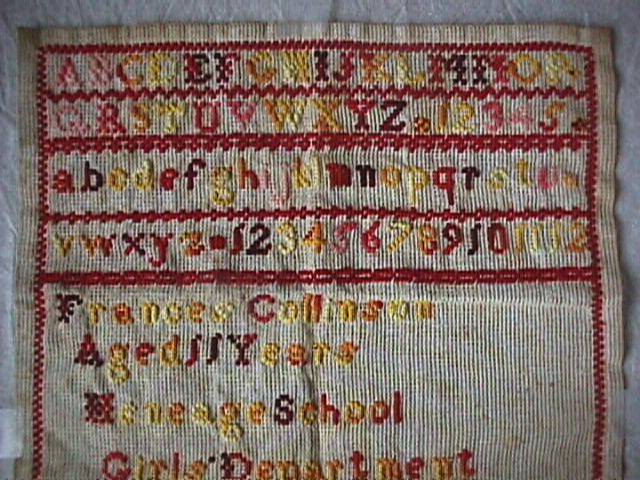 ABCDEFGHIJKLMNOP.
QRSTUVWXYZ.12345.
abcdefghijklmnopqrstu.
vwxyz.123456789101112
Frances Collinson
Aged 11 Years
Heneage School
Girls' Department